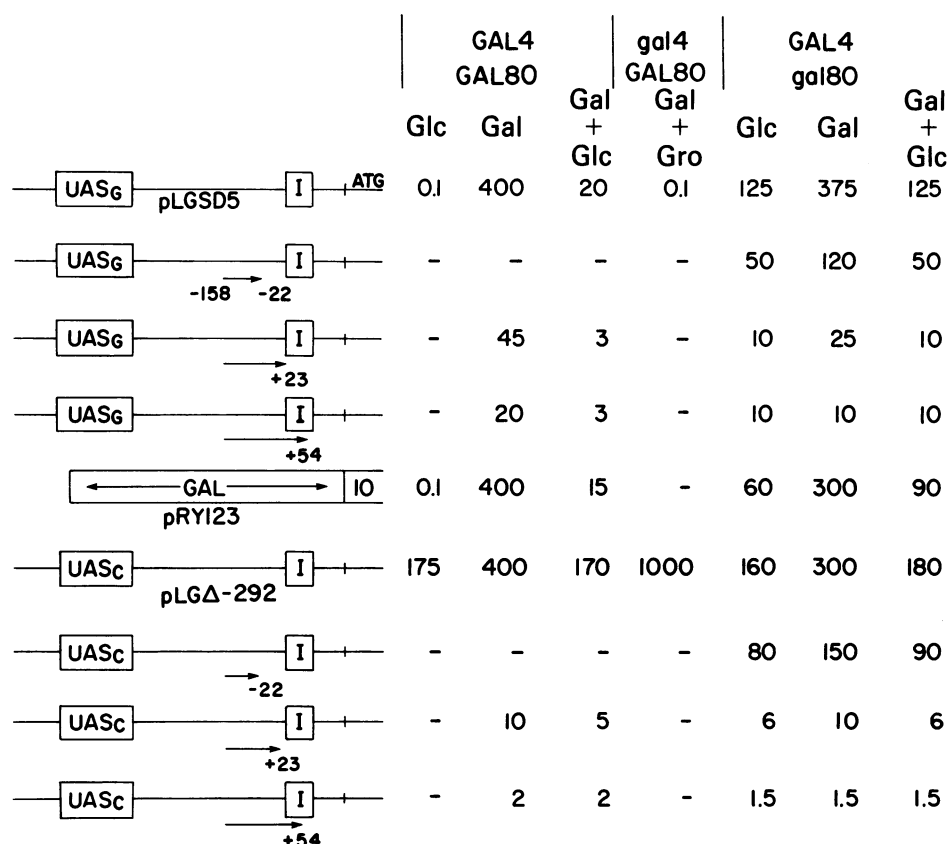 GAL4 gal4 GAL4
GAL80 GAL80 gal80
Glc Gal Gal + Glc Gal + Gro Glc Gal Gal + Glc
UASG pLGSD5 I ATG 0.1 400 20 0.1 125 375 125
UASG I - - - - 50 120 50
-158 -22
UASG I - 45 3 - 10 25 10
+23
UASG I - 20 3 - 10 10 10
+54
GAL 10 0.1 400 15 - 60 300 90
pRY123
UASC I 175 400 170 1000 160 300 180
pLGΔ-292
UASC I - - - - 80 150 90
-22
UASC I - 10 5 - 6 10 6
+23
UASC I - 2 2 - 1.5 1.5 1.5
+54